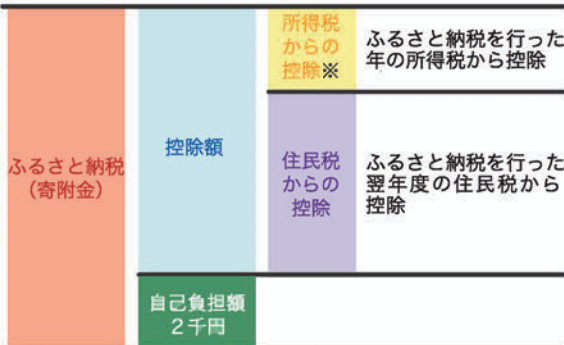 ふるさと納税
（寄附金）
控除額
自己負担額
２千円
所得税
からの
控除※
ふるさと納税を行った
年の所得税から控除
住民税
からの
控除
ふるさと納税を行った
翌年度の住民税から
控除